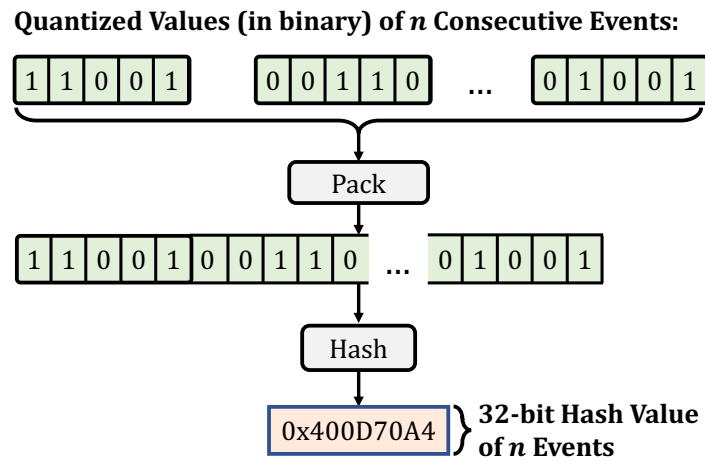 Quantized Values (in binary) of n Consecutive Events:
1 1 0 0 1 0 0 1 1 0 ... 0 1 0 0 1
Pack
1 1 0 0 1 0 0 1 1 0 ... 0 1 0 0 1
Hash
0x400D70A4
32-bit Hash Value
of n Events